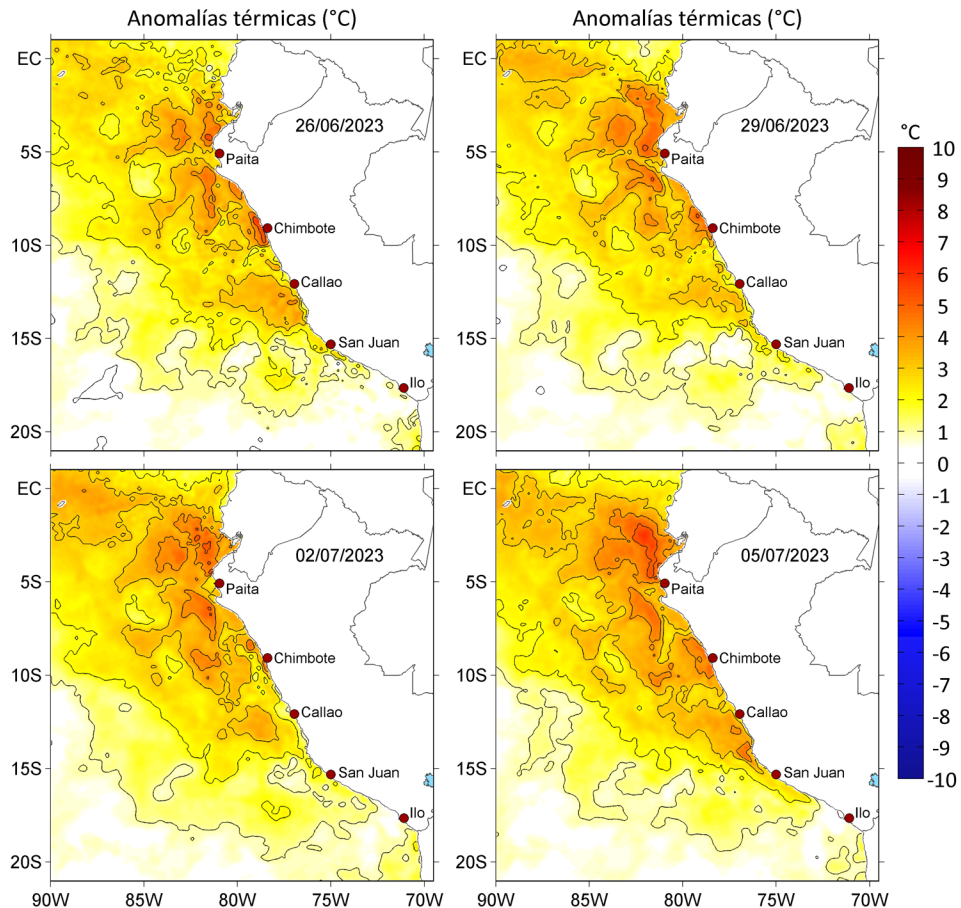 Anomalías térmicas (°C)
Anomalías térmicas (°C)
EC
5S
10S
15S
20S
26/06/2023
Paita
Chimbote
Callao
San Juan
Ilo
29/06/2023
EC
5S
10S
15S
20S
Paita
Chimbote
Callao
San Juan
Ilo
EC
5S
10S
15S
20S
02/07/2023
Paita
Chimbote
Callao
San Juan
Ilo
90W
85W
80W
75W
70W
EC
5S
10S
15S
20S
05/07/2023
Paita
Chimbote
Callao
San Juan
Ilo
90W
85W
80W
75W
70W
°C
10
9
8
7
6
5
4
3
2
1
0
-1
-2
-3
-4
-5
-6
-7
-8
-9
-10